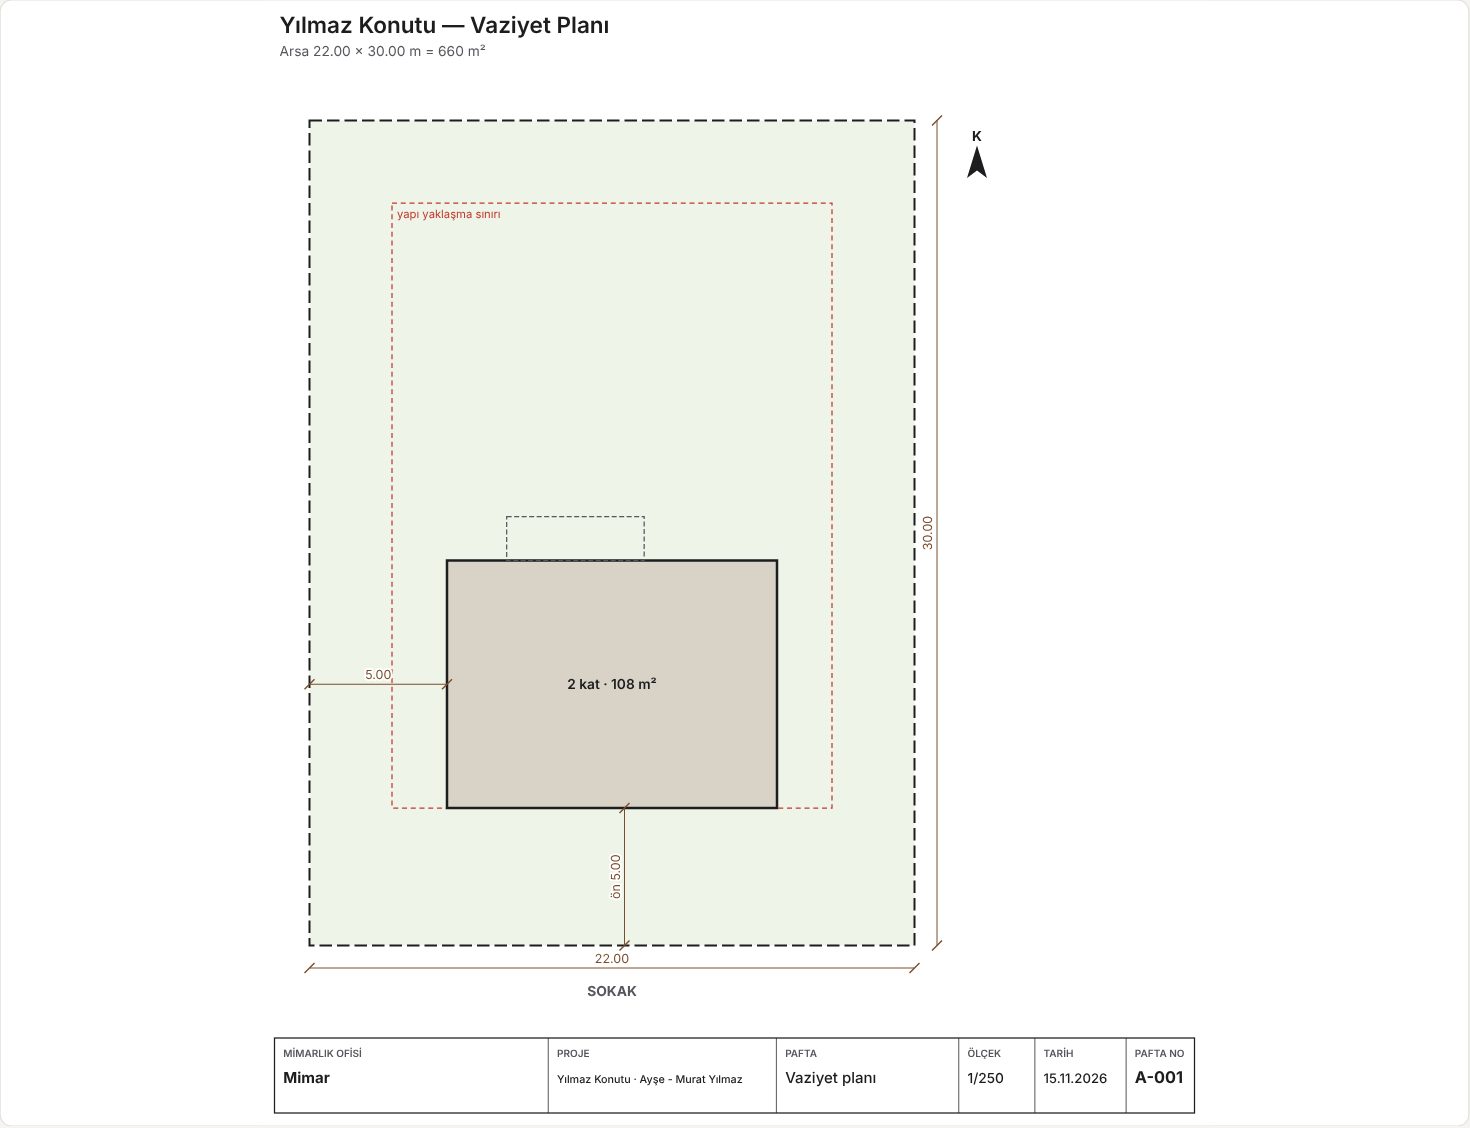 Yılmaz Konutu — Vaziyet Planı
Arsa 22.00 × 30.00 m = 660 m²
K
yapı yaklaşma sınırı
30.00
5.00
2 kat · 108 m²
ön 5.00
22.00
SOKAK
MİMARLIK OFİSİ
Mimar
PROJE
Yılmaz Konutu · Ayşe - Murat Yılmaz
PAFTA
Vaziyet planı
ÖLÇEK
1/250
TARİH
15.11.2026
PAFTA NO
A-001